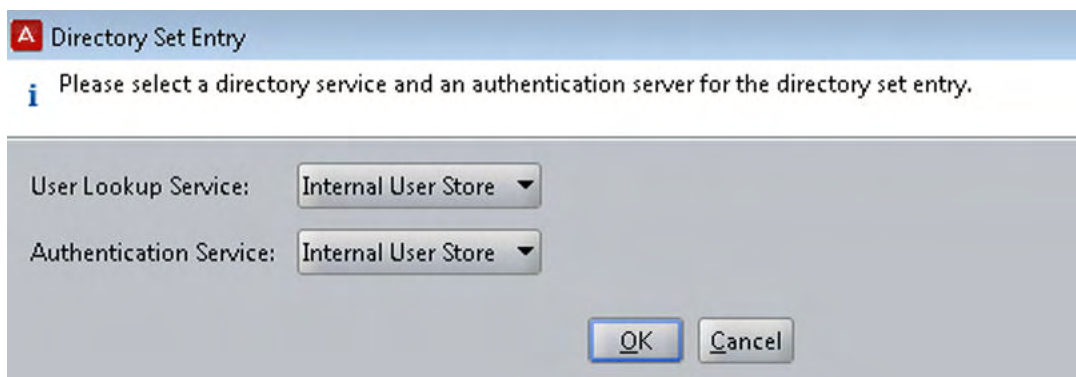 Directory Set Entry
Please select a directory service and an authentication server for the directory set entry.
User Lookup Service: Internal User Store
Authentication Service: Internal User Store
OK Cancel